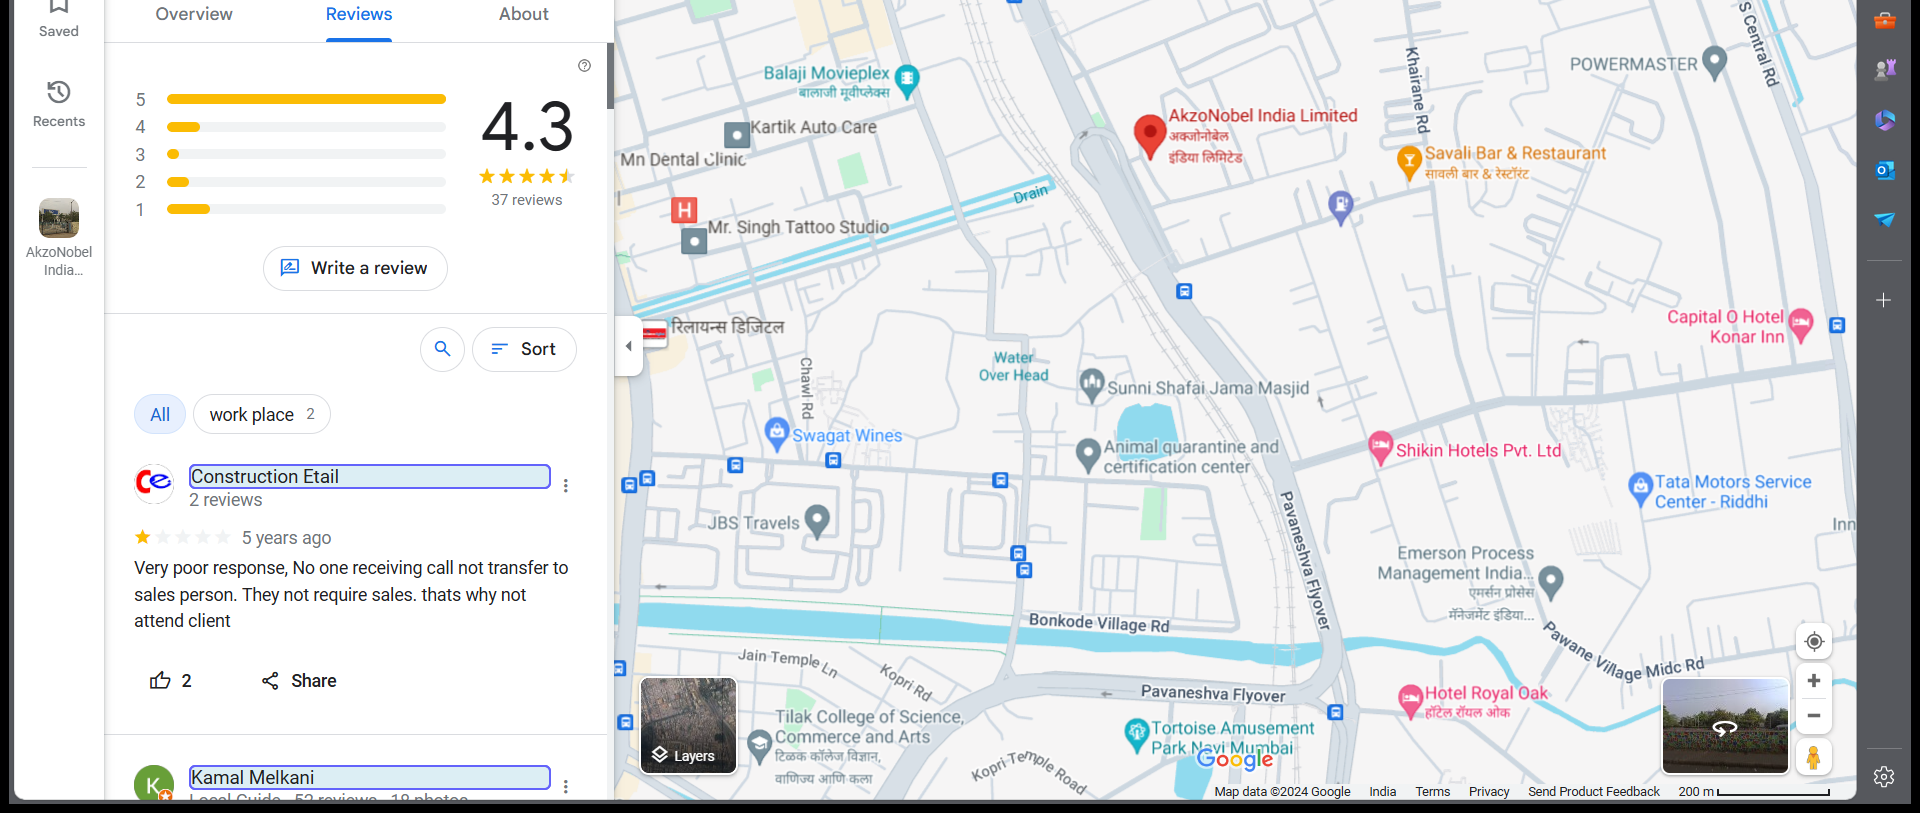 Saved
Recents
AkzoNobel
India...
Overview
Reviews
About
5
4
3
2
1
4.3
37 reviews
Write a review
Sort
All
work place 2
Construction Etail
2 reviews
5 years ago
Very poor response, No one receiving call not transfer to
sales person. They not require sales. thats why not
attend client
2
Share
K
Kamal Melkani
Local Guide · 52 reviews · 18 photos
Balaji Movieplex
बालाजी मूवीप्लेक्स
Kartik Auto Care
Mn Dental Clinic
H
Mr. Singh Tattoo Studio
Drain
AkzoNobel India Limited
अक्जोनोबेल
इंडिया लिमिटेड
Khairane Rd
POWERMASTER
S Central Rd
Savali Bar & Restaurant
सावली बार & रेस्टॉरंट
रिलायन्स डिजिटल
Chawl Rd
Water
Over Head
Sunni Shafai Jama Masjid
Capital O Hotel
Konar Inn
Swagat Wines
Animal quarantine and
certification center
Shikin Hotels Pvt. Ltd
Tata Motors Service
Center - Riddhi
JBS Travels
Pavaneshva Flyover
Inn
Emerson Process
Management India...
एमर्सन प्रोसेस
मॅनेजमेंट इंडिया...
Bonkode Village Rd
Pawane Village Midc Rd
Jain Temple Ln
Kopri Rd
Pavaneshva Flyover
Hotel Royal Oak
हॉटेल रॉयल ओक
Layers
Tilak College of Science,
Commerce and Arts
टिळक कॉलेज विज्ञान,
वाणिज्य आणि कला
Kopri Temple Road
Tortoise Amusement
Park Navi Mumbai
Google
Map data ©2024 Google
India
Terms
Privacy
Send Product Feedback
200 m